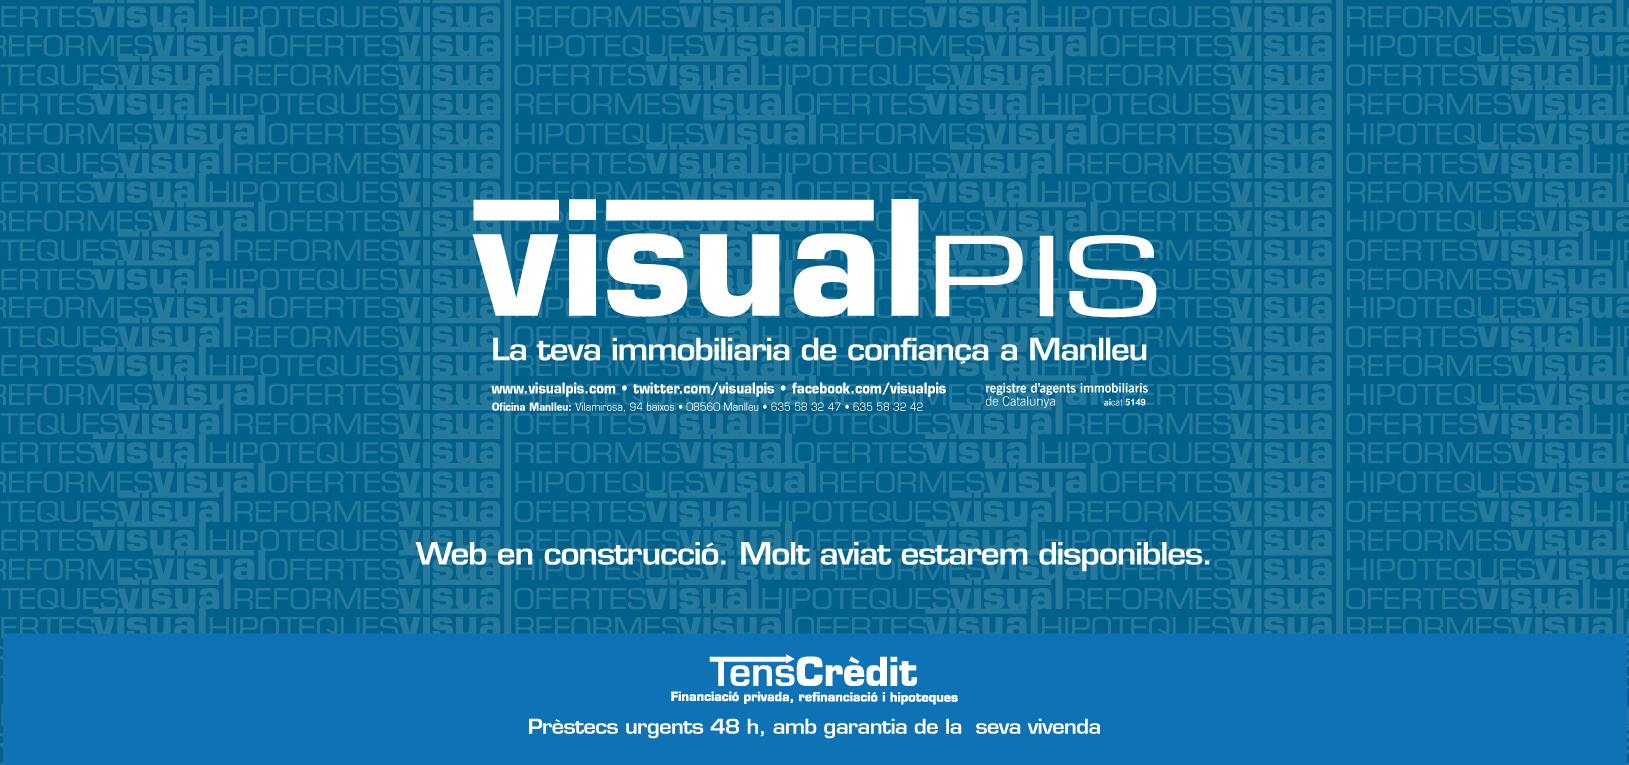 visualPIS
La teva immobiliaria de confiança a Manlleu
www.visualpis.com • twitter.com/visualpis • facebook.com/visualpis
Oficina Manlleu: Vilamirosa, 94 baixos • 08560 Manlleu • 635 58 32 47 • 635 58 32 42
registre d'agents immobiliaris
de Catalunya aicat 5149
Web en construcció. Molt aviat estarem disponibles.
TensCrèdit
Financiació privada, refinanciació i hipoteques
Prèstecs urgents 48 h, amb garantia de la seva vivenda